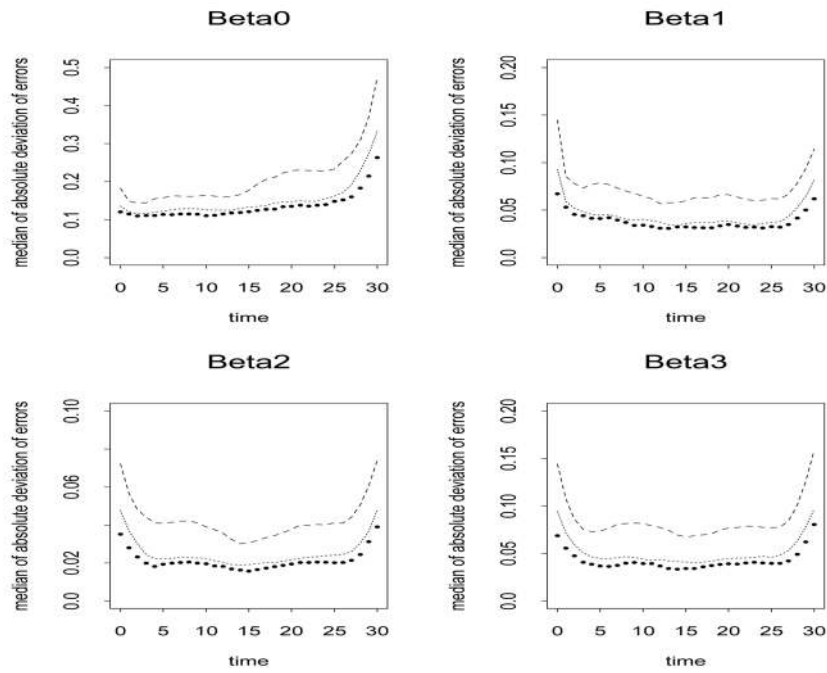 Beta0
median of absolute deviation of errors
0.0 0.1 0.2 0.3 0.4 0.5
0 5 10 15 20 25 30
time
Beta1
median of absolute deviation of errors
0.00 0.05 0.10 0.15 0.20
0 5 10 15 20 25 30
time
Beta2
median of absolute deviation of errors
0.00 0.02 0.06 0.10
0 5 10 15 20 25 30
time
Beta3
median of absolute deviation of errors
0.00 0.05 0.10 0.15 0.20
0 5 10 15 20 25 30
time